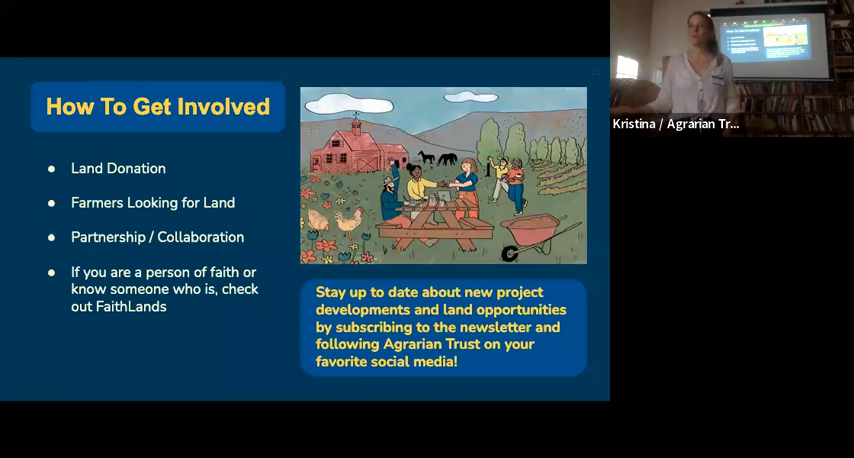 How To Get Involved
● Land Donation
● Farmers Looking for Land
● Partnership / Collaboration
● If you are a person of faith or
know someone who is, check
out FaithLands
Stay up to date about new project
developments and land opportunities
by subscribing to the newsletter and
following Agrarian Trust on your
favorite social media!
Kristina / Agrarian Tr...